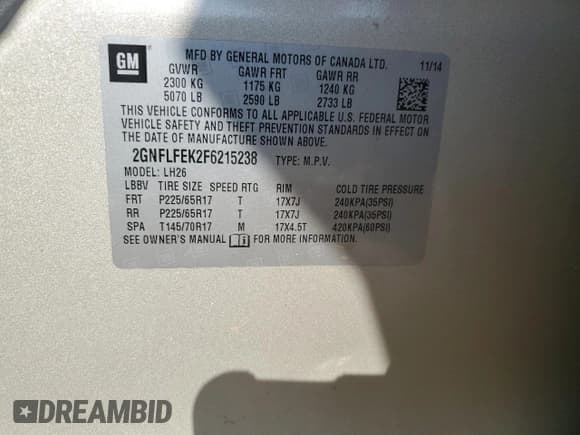 GM
MFD BY GENERAL MOTORS OF CANADA LTD.
11/14
GVWR GAWR FRT GAWR RR
2300 KG 1175 KG 1240 KG
5070 LB 2590 LB 2733 LB
THIS VEHICLE CONFORMS TO ALL APPLICABLE U.S. FEDERAL MOTOR
VEHICLE SAFETY AND THEFT PREVENTION STANDARDS IN EFFECT ON
THE DATE OF MANUFACTURE SHOWN ABOVE.
2GNFLFEK2F6215238 TYPE: M.P.V.
MODEL: LH26
LBBV TIRE SIZE SPEED RTG RIM COLD TIRE PRESSURE
FRT P225/65R17 T 17X7J 240KPA(35PSI)
RR P225/65R17 T 17X7J 240KPA(35PSI)
SPA T145/70R17 M 17X4.5T 420KPA(60PSI)
SEE OWNER'S MANUAL FOR MORE INFORMATION.
DREAMBID